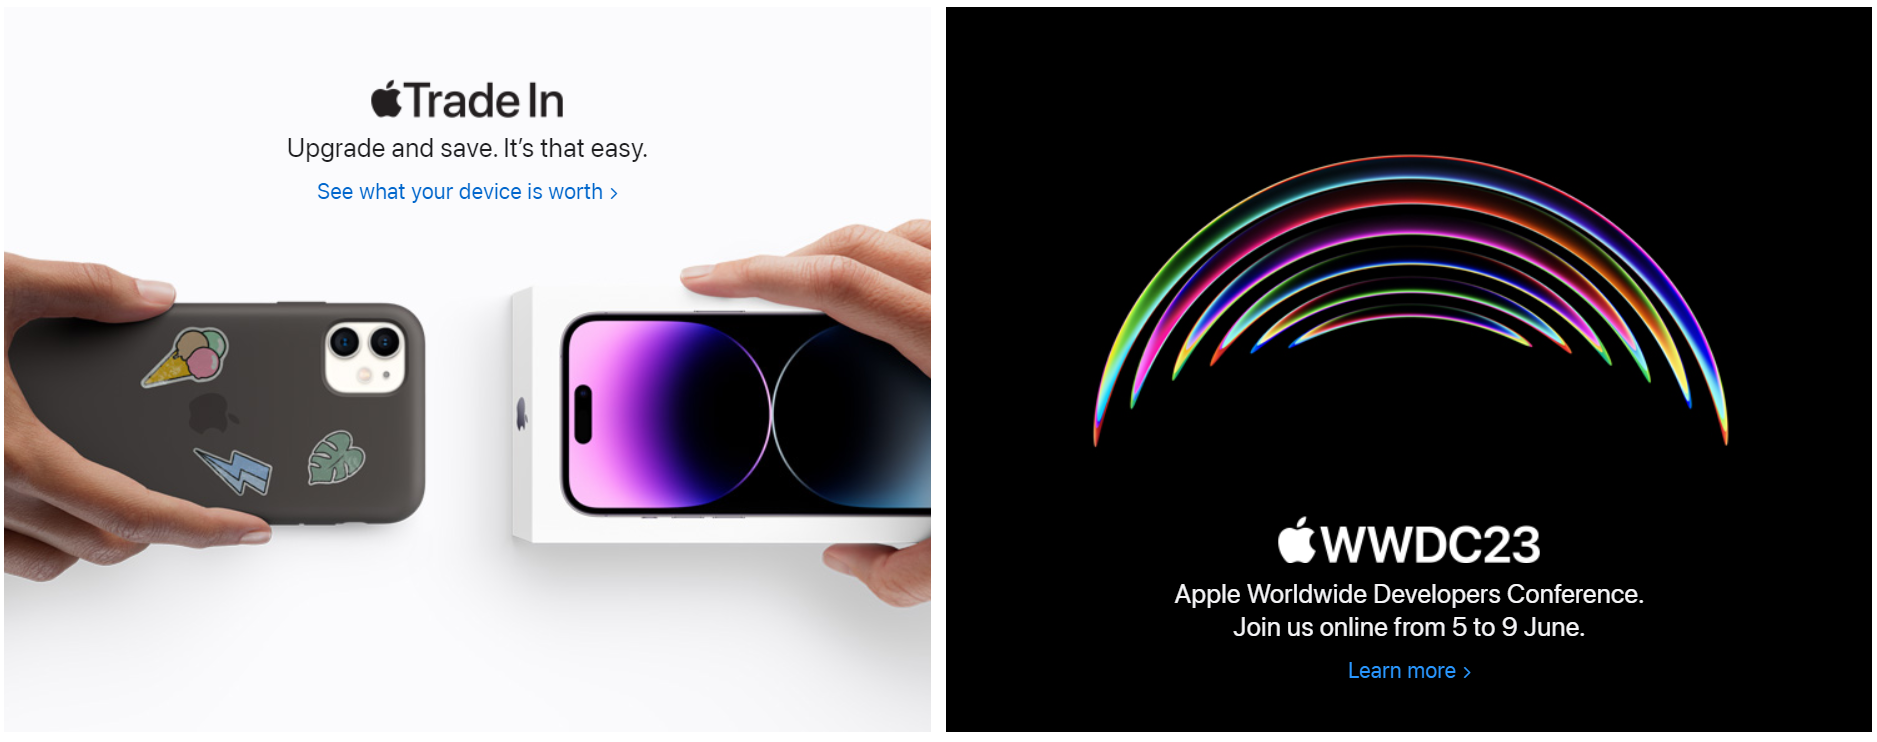 Trade In
Upgrade and save. It’s that easy.
See what your device is worth >
WWDC23
Apple Worldwide Developers Conference.
Join us online from 5 to 9 June.
Learn more >